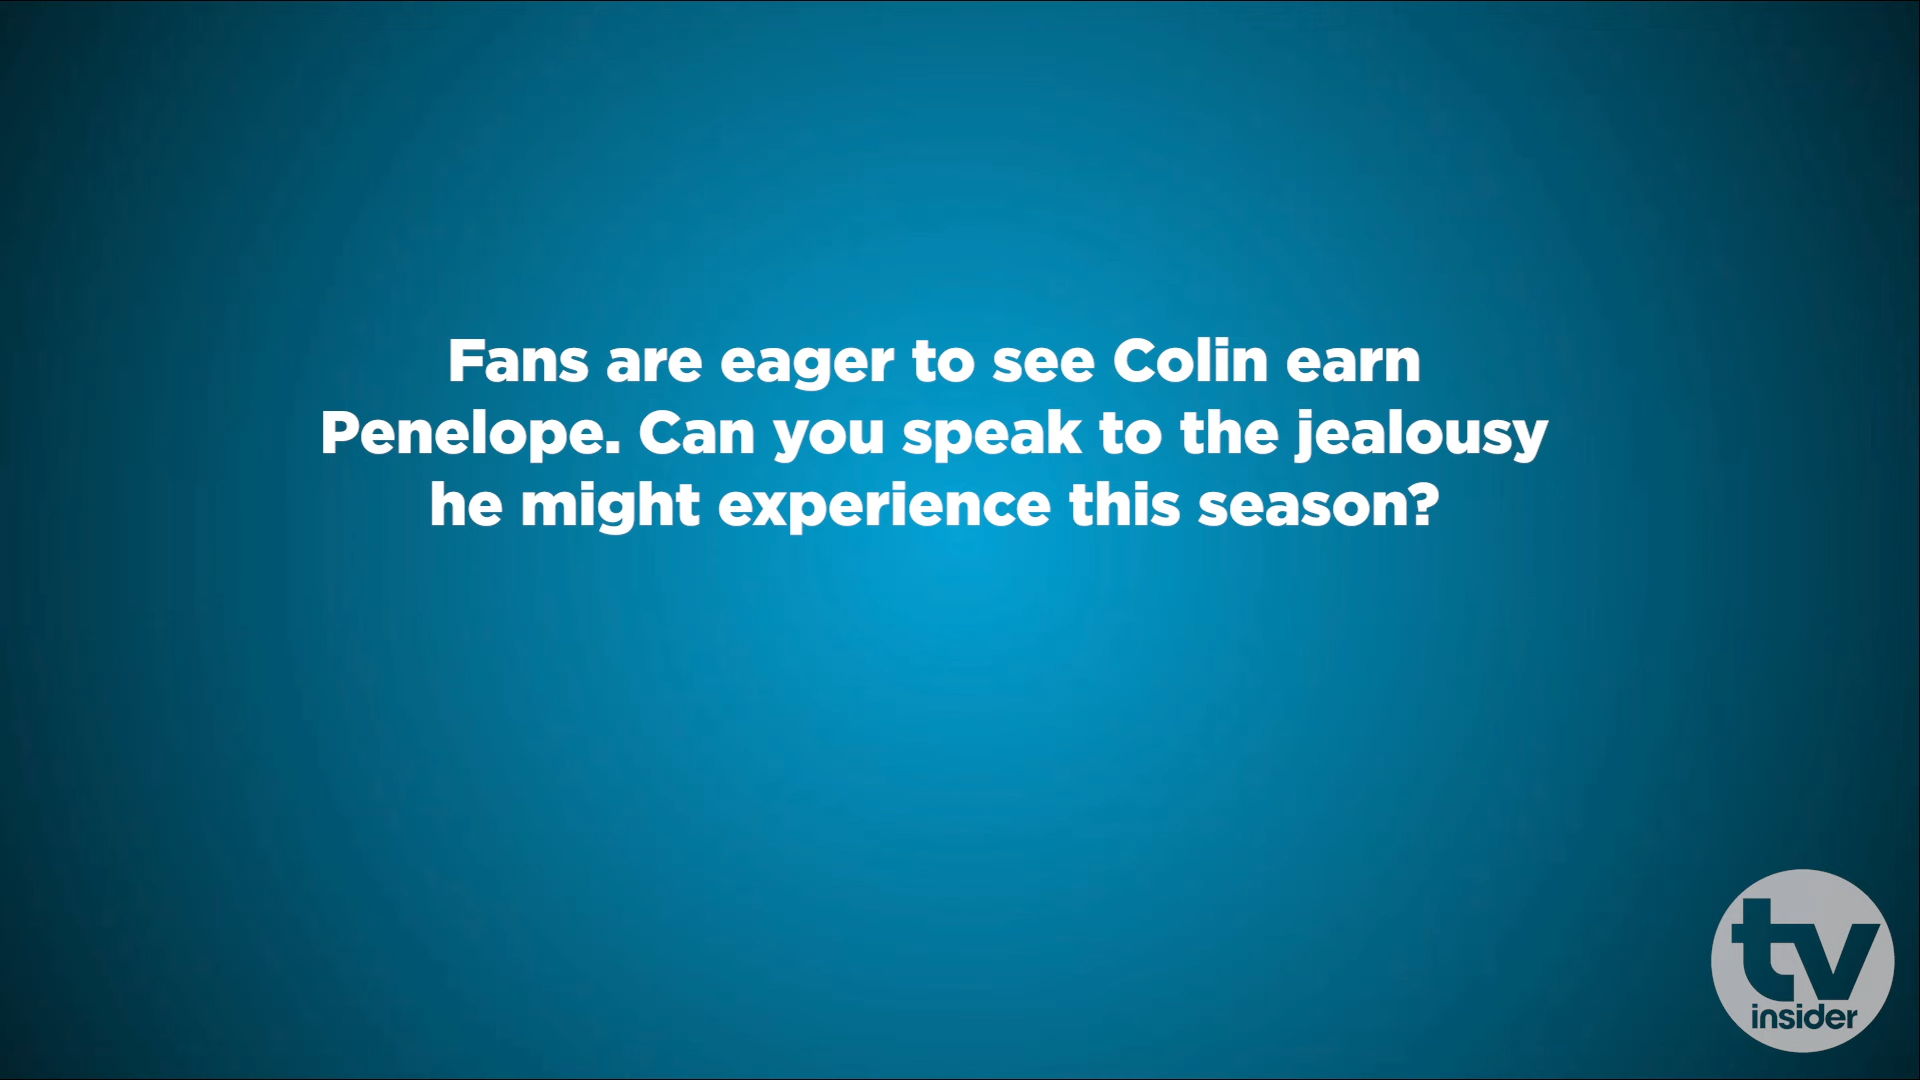 Fans are eager to see Colin earn
Penelope. Can you speak to the jealousy
he might experience this season?
tv
insider